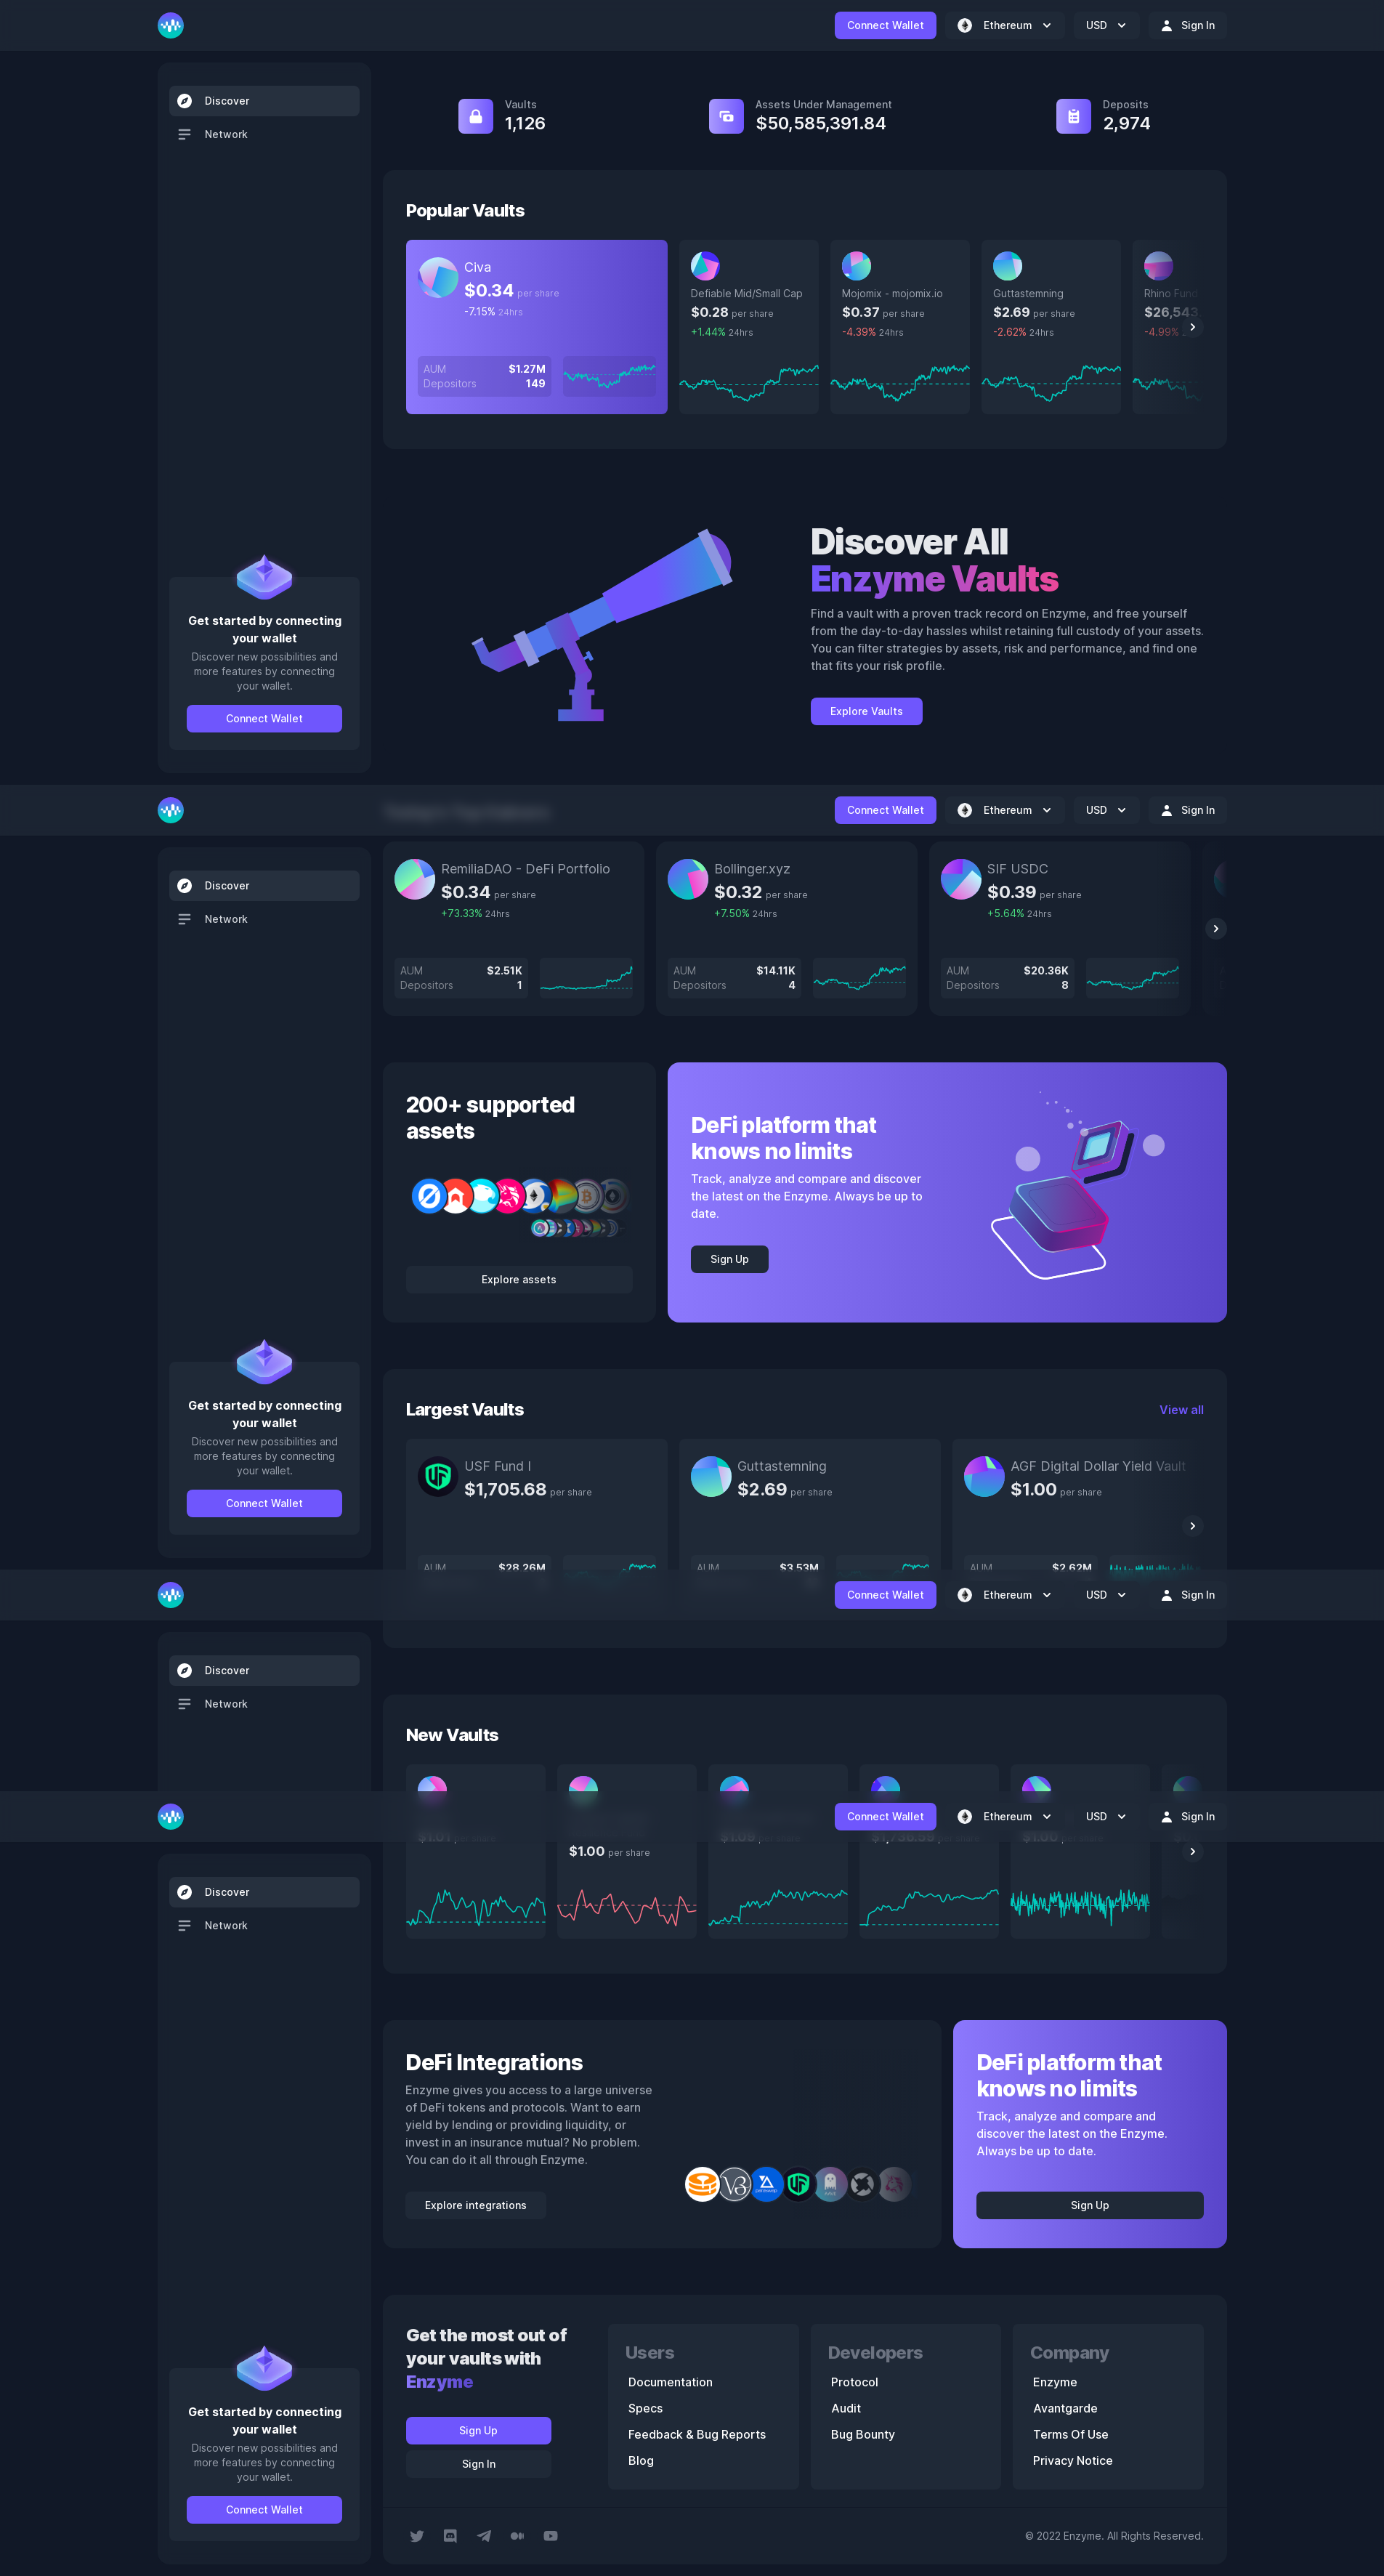 Connect Wallet
Ethereum
USD
Sign In
Discover
Network
Vaults
1,126
Assets Under Management
$50,585,391.84
Deposits
2,974
Popular Vaults
Civa
$0.34 per share
-7.15% 24hrs
AUM $1.27M
Depositors 149
Defiable Mid/Small Cap
$0.28 per share
+1.44% 24hrs
Mojomix - mojomix.io
$0.37 per share
-4.39% 24hrs
Guttastemning
$2.69 per share
-2.62% 24hrs
Rhino Fund
$26,543
-4.99%
Get started by connecting
your wallet
Discover new possibilities and
more features by connecting
your wallet.
Connect Wallet
Discover All
Enzyme Vaults
Find a vault with a proven track record on Enzyme, and free yourself
from the day-to-day hassles whilst retaining full custody of your assets.
You can filter strategies by assets, risk and performance, and find one
that fits your risk profile.
Explore Vaults
Connect Wallet
Ethereum
USD
Sign In
Discover
Network
RemiliaDAO - DeFi Portfolio
$0.34 per share
+73.33% 24hrs
AUM $2.51K
Depositors 1
Bollinger.xyz
$0.32 per share
+7.50% 24hrs
AUM $14.11K
Depositors 4
SIF USDC
$0.39 per share
+5.64% 24hrs
AUM $20.36K
Depositors 8
200+ supported
assets
Explore assets
DeFi platform that
knows no limits
Track, analyze and compare and discover
the latest on the Enzyme. Always be up to
date.
Sign Up
Get started by connecting
your wallet
Discover new possibilities and
more features by connecting
your wallet.
Connect Wallet
Largest Vaults
View all
USF Fund I
$1,705.68 per share
AUM $28.26M
Guttastemning
$2.69 per share
AUM $3.53M
AGF Digital Dollar Yield Vault
$1.00 per share
AUM $2.62M
Connect Wallet
Ethereum
USD
Sign In
Discover
Network
New Vaults
Connect Wallet
Ethereum
USD
Sign In
$1.00 per share
Discover
Network
DeFi Integrations
Enzyme gives you access to a large universe
of DeFi tokens and protocols. Want to earn
yield by lending or providing liquidity, or
invest in an insurance mutual? No problem.
You can do it all through Enzyme.
Explore integrations
DeFi platform that
knows no limits
Track, analyze and compare and
discover the latest on the Enzyme.
Always be up to date.
Sign Up
Get the most out of
your vaults with
Enzyme
Sign Up
Sign In
Users
Documentation
Specs
Feedback & Bug Reports
Blog
Developers
Protocol
Audit
Bug Bounty
Company
Enzyme
Avantgarde
Terms Of Use
Privacy Notice
Get started by connecting
your wallet
Discover new possibilities and
more features by connecting
your wallet.
Connect Wallet
© 2022 Enzyme. All Rights Reserved.